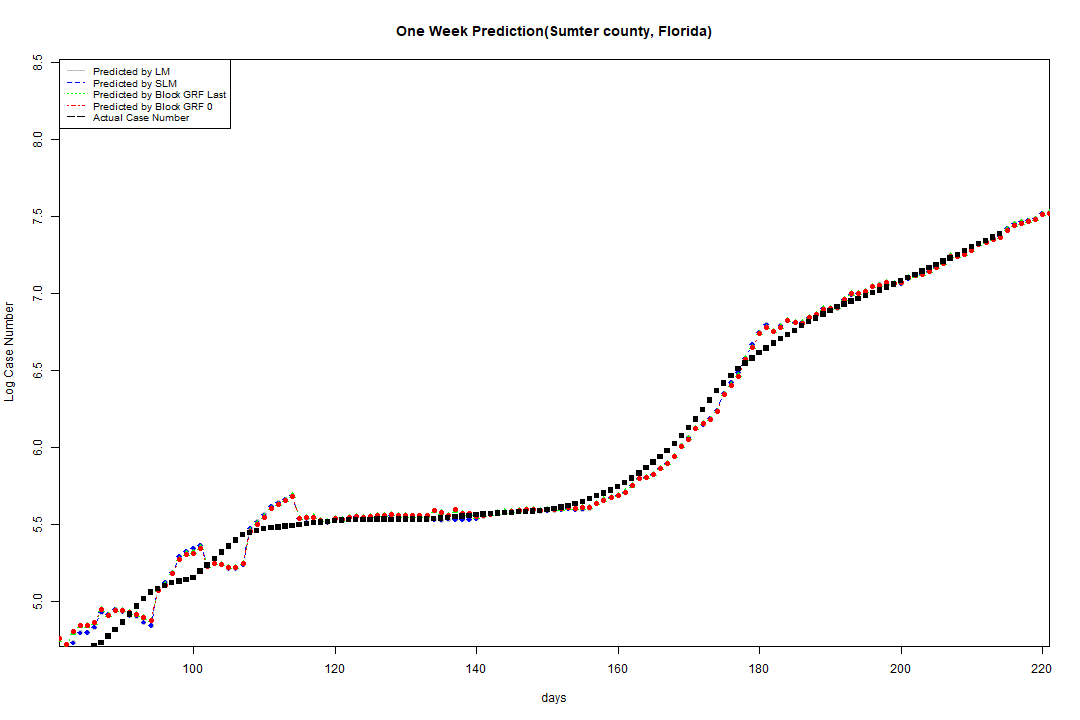 One Week Prediction(Sumter county, Florida)
Predicted by LM
Predicted by SLM
Predicted by Block GRF Last
Predicted by Block GRF 0
Actual Case Number
8.5
8.0
7.5
7.0
6.5
6.0
5.5
5.0
Log Case Number
100 120 140 160 180 200 220
days